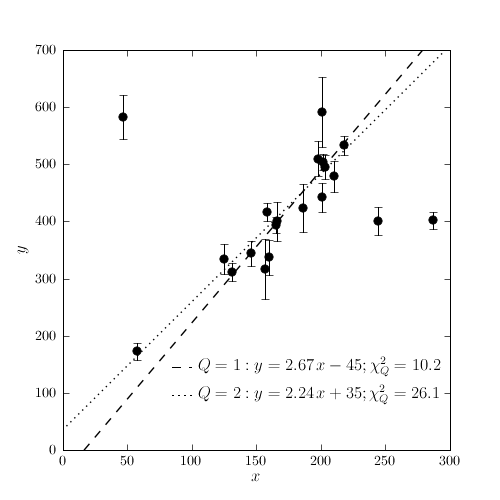 700
600
500
400
300
200
100
0
y
Q = 1 : y = 2.67x − 45; χ²_Q = 10.2
Q = 2 : y = 2.24x + 35; χ²_Q = 26.1
0 50 100 150 200 250 300
x